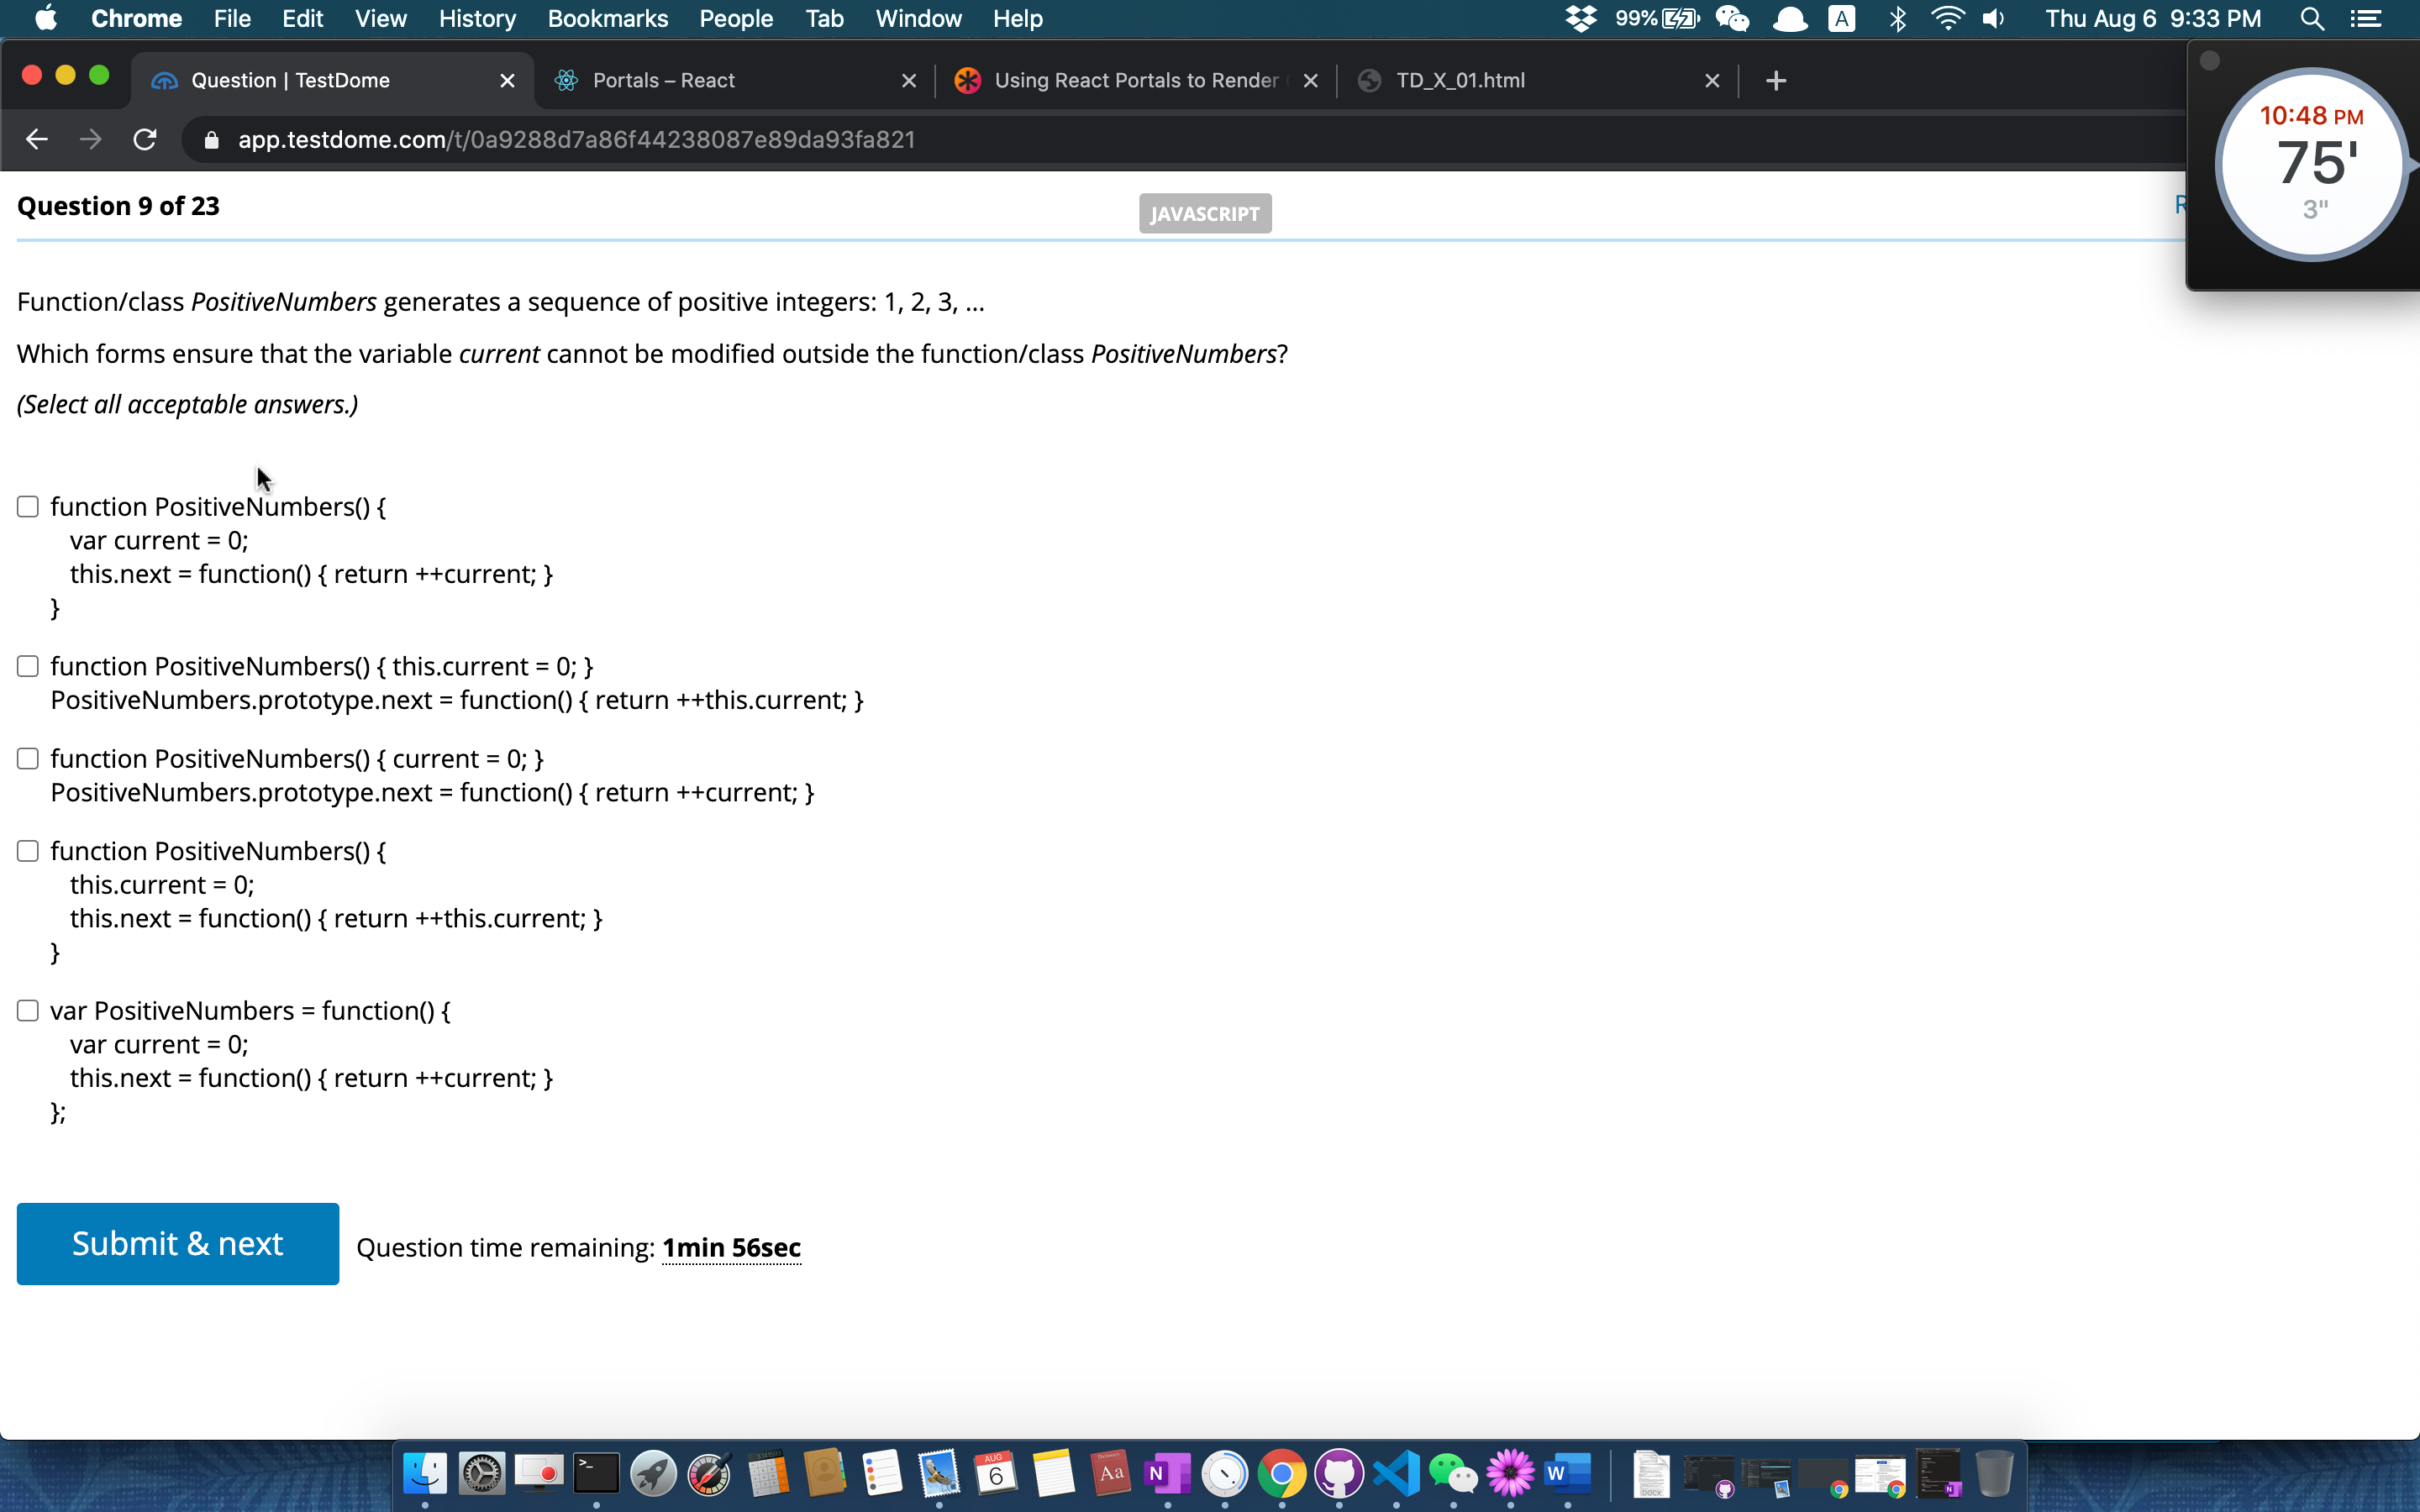 Chrome File Edit View History Bookmarks People Tab Window Help 99% A Thu Aug 6 9:33 PM
Question | TestDome Portals – React Using React Portals to Render TD_X_01.html
app.testdome.com/t/0a9288d7a86f44238087e89da93fa821
10:48 PM
75'
3"
Question 9 of 23 JAVASCRIPT R
Function/class PositiveNumbers generates a sequence of positive integers: 1, 2, 3, ...
Which forms ensure that the variable current cannot be modified outside the function/class PositiveNumbers?
(Select all acceptable answers.)
function PositiveNumbers() {
var current = 0;
this.next = function() { return ++current; }
}
function PositiveNumbers() { this.current = 0; }
PositiveNumbers.prototype.next = function() { return ++this.current; }
function PositiveNumbers() { current = 0; }
PositiveNumbers.prototype.next = function() { return ++current; }
function PositiveNumbers() {
this.current = 0;
this.next = function() { return ++this.current; }
}
var PositiveNumbers = function() {
var current = 0;
this.next = function() { return ++current; }
};
Submit & next Question time remaining: 1min 56sec
AUG
6
Aa
N
W
DOCX